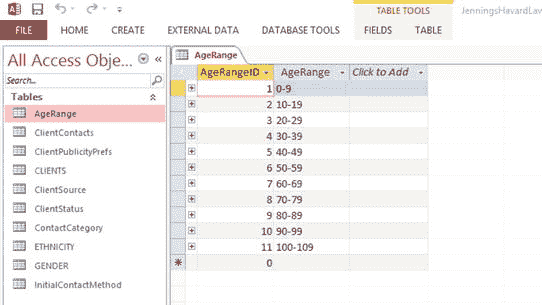 TABLE TOOLS
JenningsHavardLav
FILE HOME CREATE EXTERNAL DATA DATABASE TOOLS FIELDS TABLE
All Access Obje...
Search...
Tables
AgeRange
ClientContacts
ClientPublicityPrefs
CLIENTS
ClientSource
ClientStatus
ContactCategory
ETHNICITY
GENDER
InitialContactMethod
AgeRange
AgeRangeID AgeRange Click to Add
1 0-9
2 10-19
3 20-29
4 30-39
5 40-49
6 50-59
7 60-69
8 70-79
9 80-89
10 90-99
11 100-109
0